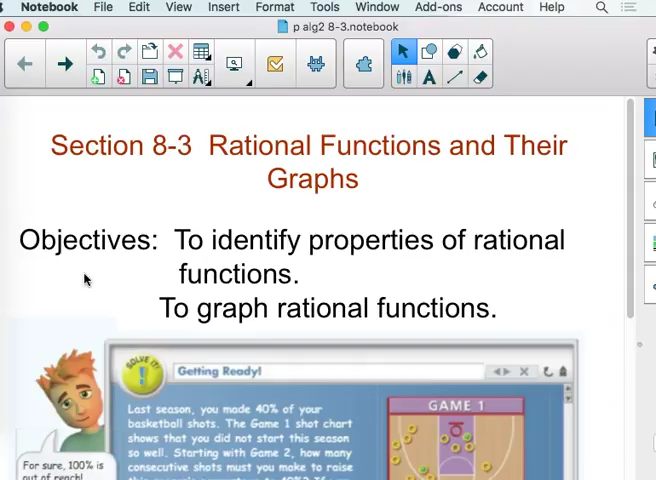 Notebook File Edit View Insert Format Tools Window Add-ons Account Help
p alg2 8-3.notebook
Section 8-3 Rational Functions and Their
Graphs
Objectives: To identify properties of rational
functions.
To graph rational functions.
SOLVE IT!
Getting Ready!
Last season, you made 40% of your
basketball shots. The Game 1 shot chart
shows that you did not start this season
so well. Starting with Game 2, how many
consecutive shots must you make to raise
GAME 1
For sure, 100% is
out of reach!